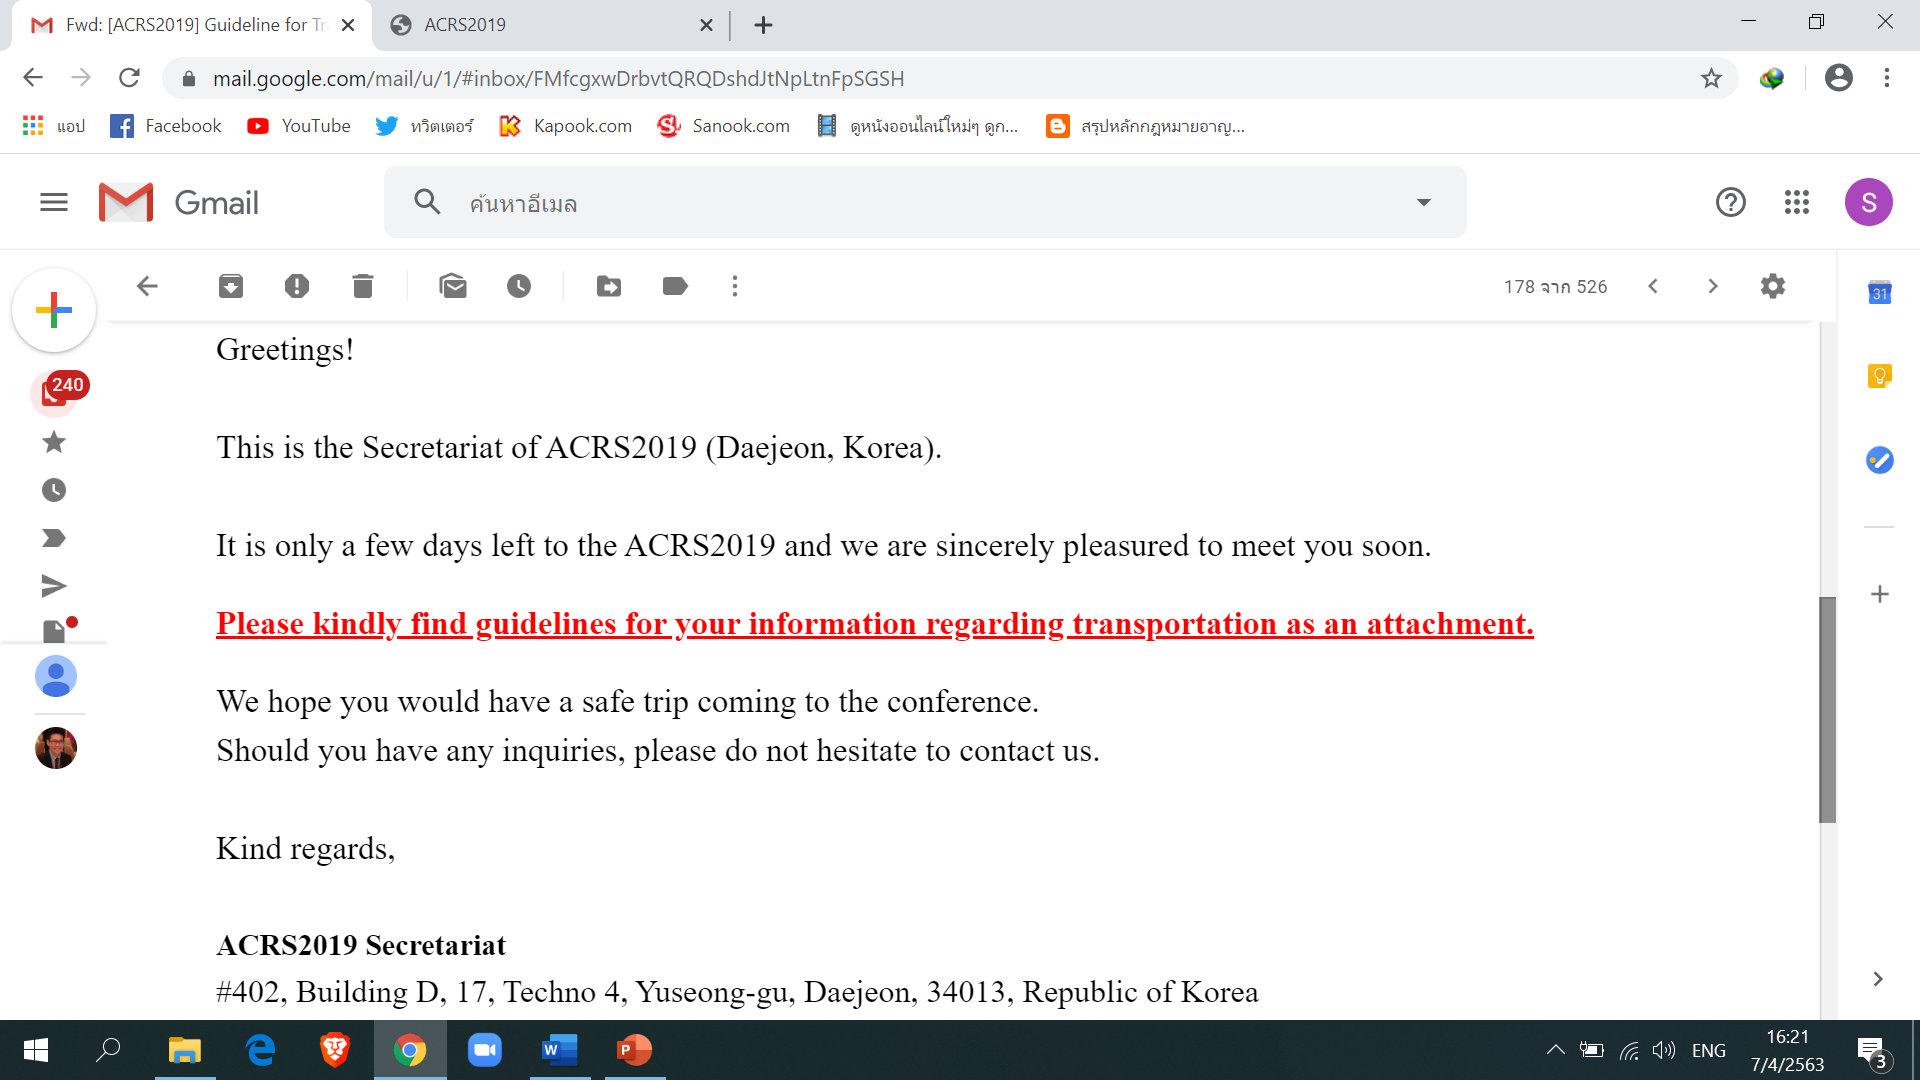 Fwd: [ACRS2019] Guideline for Tr
ACRS2019
mail.google.com/mail/u/1/#inbox/FMfcgxwDrbvtQRQDshdJtNpLtnFpSGSH
แอป
Facebook
YouTube
ทวิตเตอร์
Kapook.com
Sanook.com
ดูหนังออนไลน์ใหม่ๆ ดูก...
สรุปหลักกฎหมายอาญ...
Gmail
ค้นหาอีเมล
S
178 จาก 526
31
240
Greetings!
This is the Secretariat of ACRS2019 (Daejeon, Korea).
It is only a few days left to the ACRS2019 and we are sincerely pleasured to meet you soon.
Please kindly find guidelines for your information regarding transportation as an attachment.
We hope you would have a safe trip coming to the conference.
Should you have any inquiries, please do not hesitate to contact us.
Kind regards,
ACRS2019 Secretariat
#402, Building D, 17, Techno 4, Yuseong-gu, Daejeon, 34013, Republic of Korea
W
P
ENG
16:21
7/4/2563
3